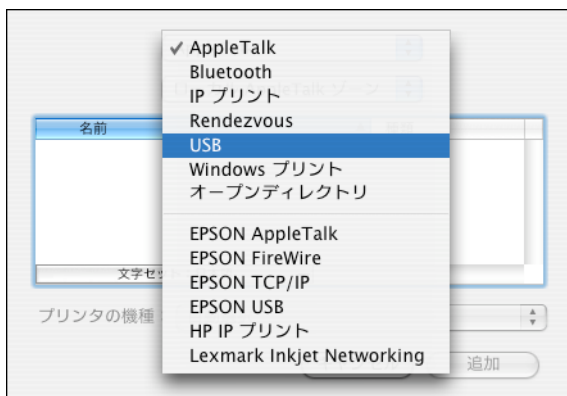 ✓ AppleTalk
Bluetooth
IP プリント
Rendezvous
USB
Windows プリント
オープンディレクトリ
EPSON AppleTalk
EPSON FireWire
EPSON TCP/IP
EPSON USB
HP IP プリント
Lexmark Inkjet Networking
名前
文字セット
プリンタの機種
追加